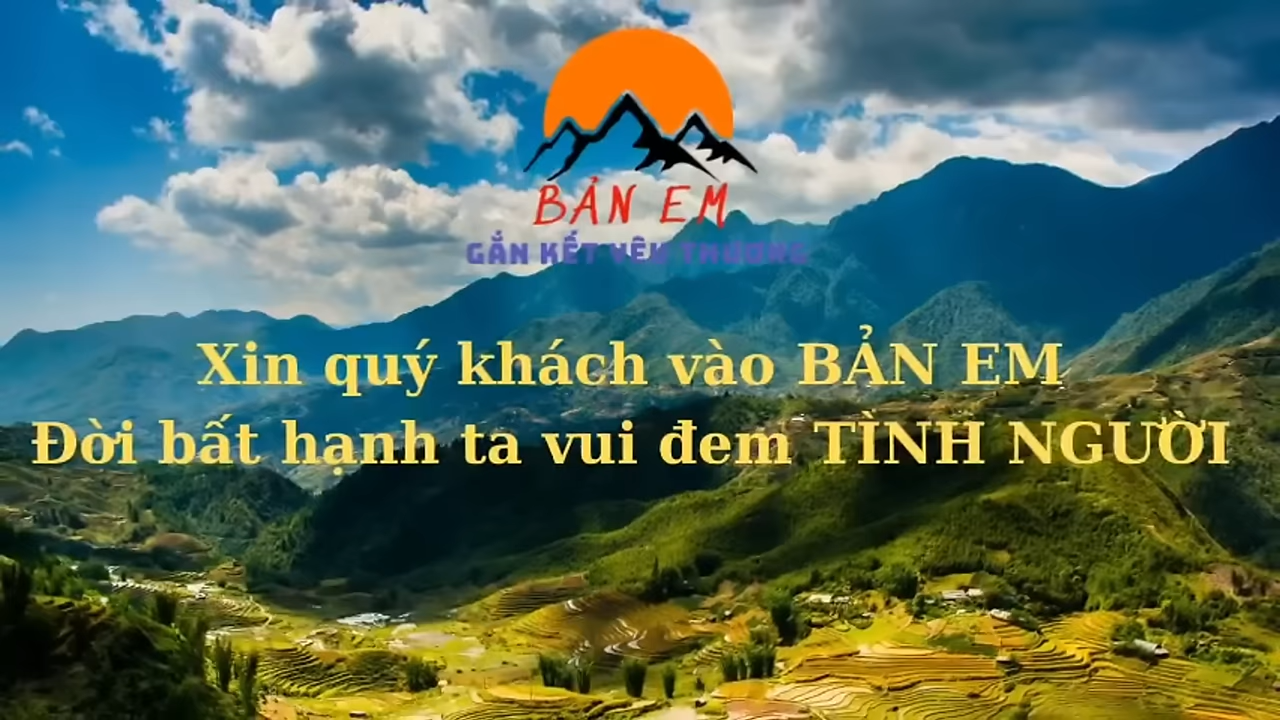 BẢN EM
GẮN KẾT YÊU THƯƠNG
Xin quý khách vào BẢN EM
Đời bất hạnh ta vui đem TÌNH NGƯỜI